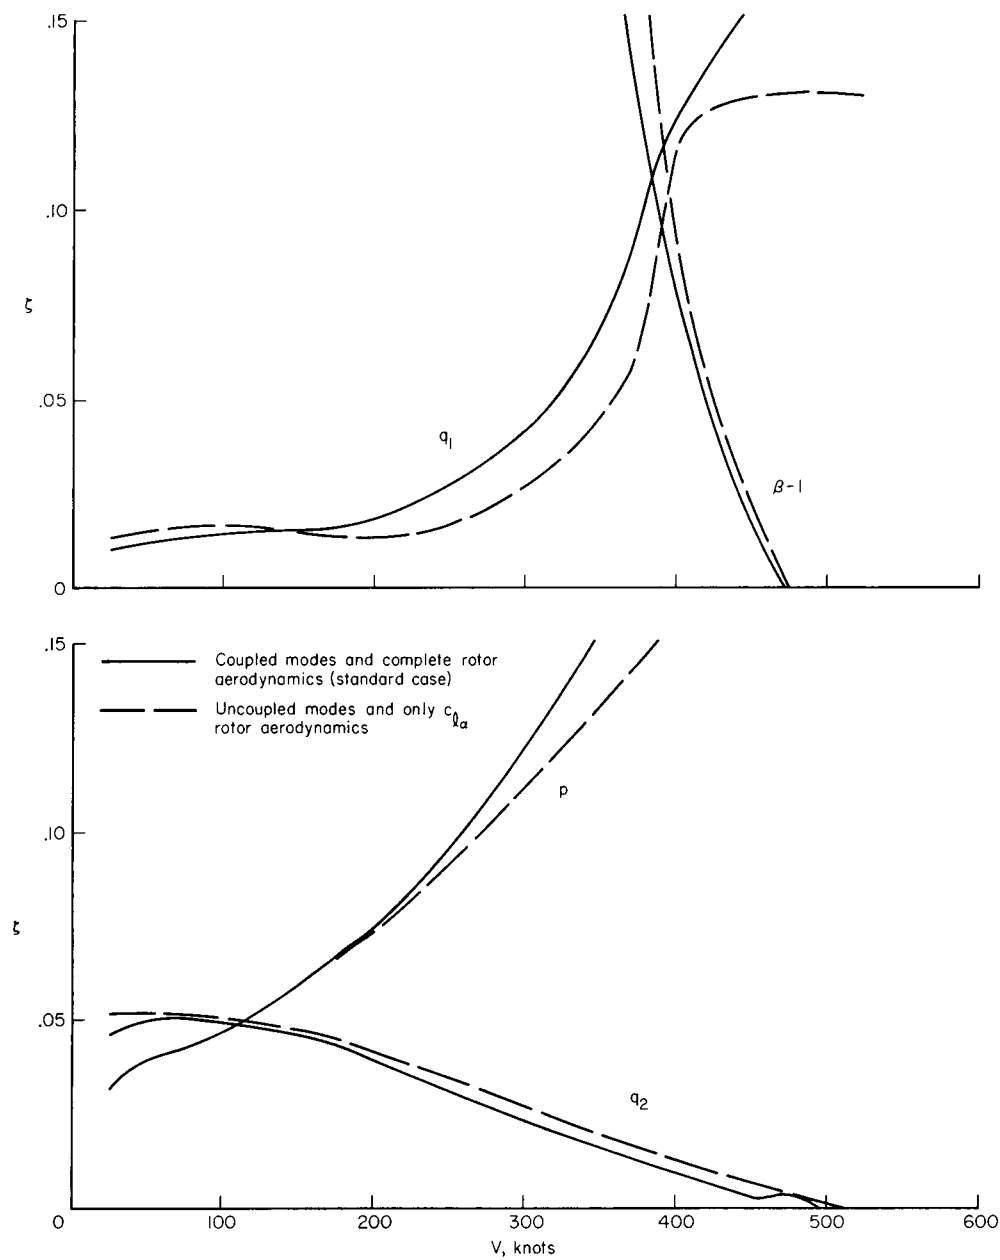 .15
.10
ζ
.05
0
q₁
β-1
.15
Coupled modes and complete rotor
aerodynamics (standard case)
Uncoupled modes and only c_ℓα
rotor aerodynamics
p
.10
ζ
.05
q₂
0 100 200 300 400 500 600
V, knots